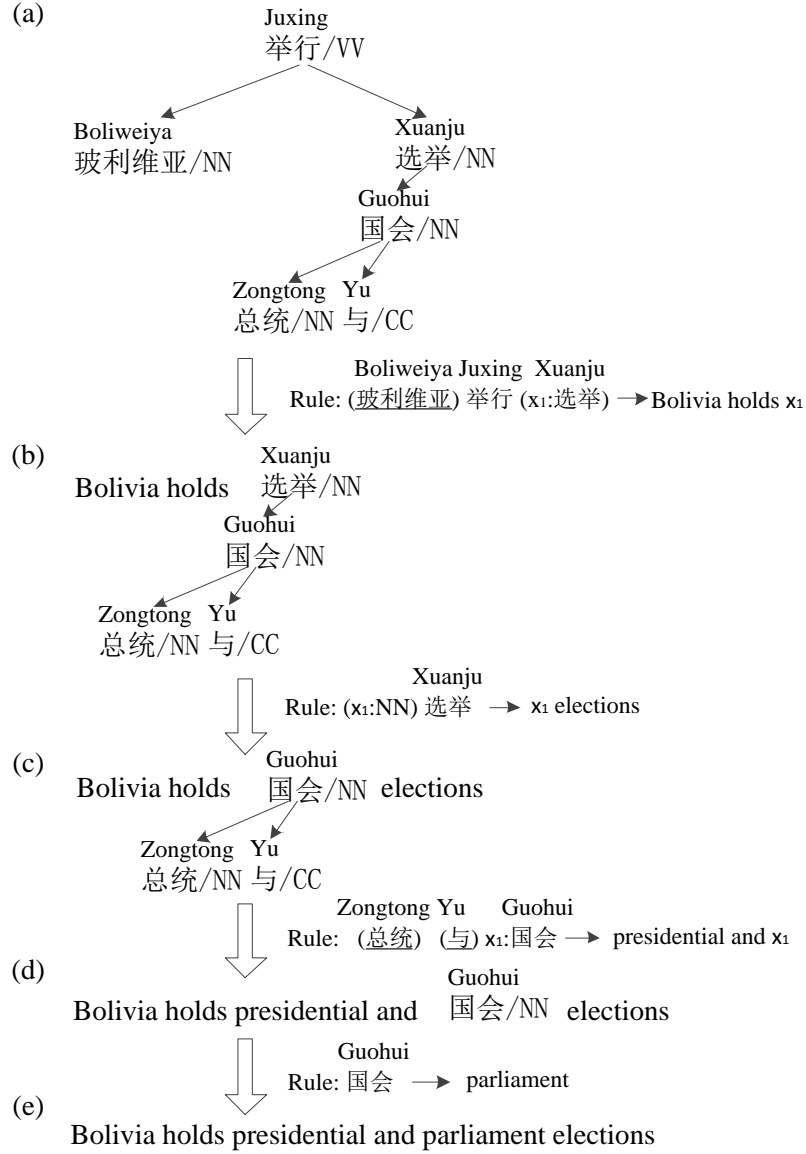 (a)
Juxing
举行/VV
Boliweiya Xuanju
玻利维亚/NN 选举/NN
Guohui
国会/NN
Zongtong Yu
总统/NN 与/CC
Boliweiya Juxing Xuanju
Rule: (玻利维亚) 举行 (x₁:选举) → Bolivia holds x₁
(b)
Xuanju
Bolivia holds 选举/NN
Guohui
国会/NN
Zongtong Yu
总统/NN 与/CC
Xuanju
Rule: (x₁:NN) 选举 → x₁ elections
(c)
Guohui
Bolivia holds 国会/NN elections
Zongtong Yu
总统/NN 与/CC
Zongtong Yu Guohui
Rule: (总统) (与) x₁:国会 → presidential and x₁
(d)
Guohui
Bolivia holds presidential and 国会/NN elections
Guohui
Rule: 国会 → parliament
(e)
Bolivia holds presidential and parliament elections